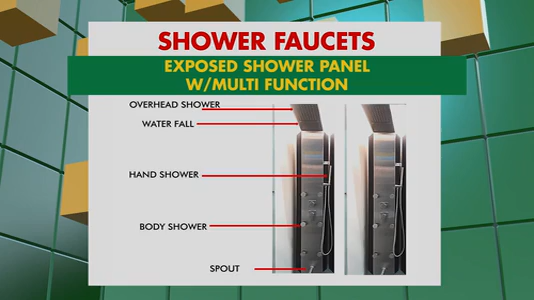 SHOWER FAUCETS
EXPOSED SHOWER PANEL
W/MULTI FUNCTION
OVERHEAD SHOWER
WATER FALL
HAND SHOWER
BODY SHOWER
SPOUT